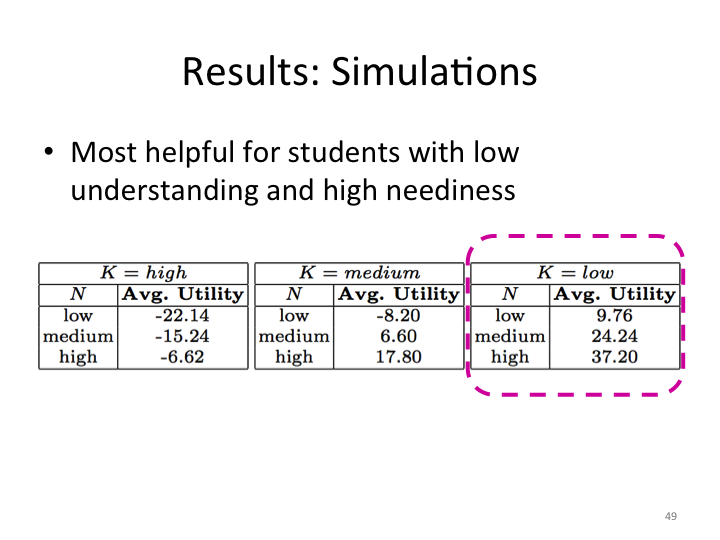 Results: Simulations
• Most helpful for students with low
understanding and high neediness
K = high
N Avg. Utility
low -22.14
medium -15.24
high -6.62
K = medium
N Avg. Utility
low -8.20
medium 6.60
high 17.80
K = low
N Avg. Utility
low 9.76
medium 24.24
high 37.20
49